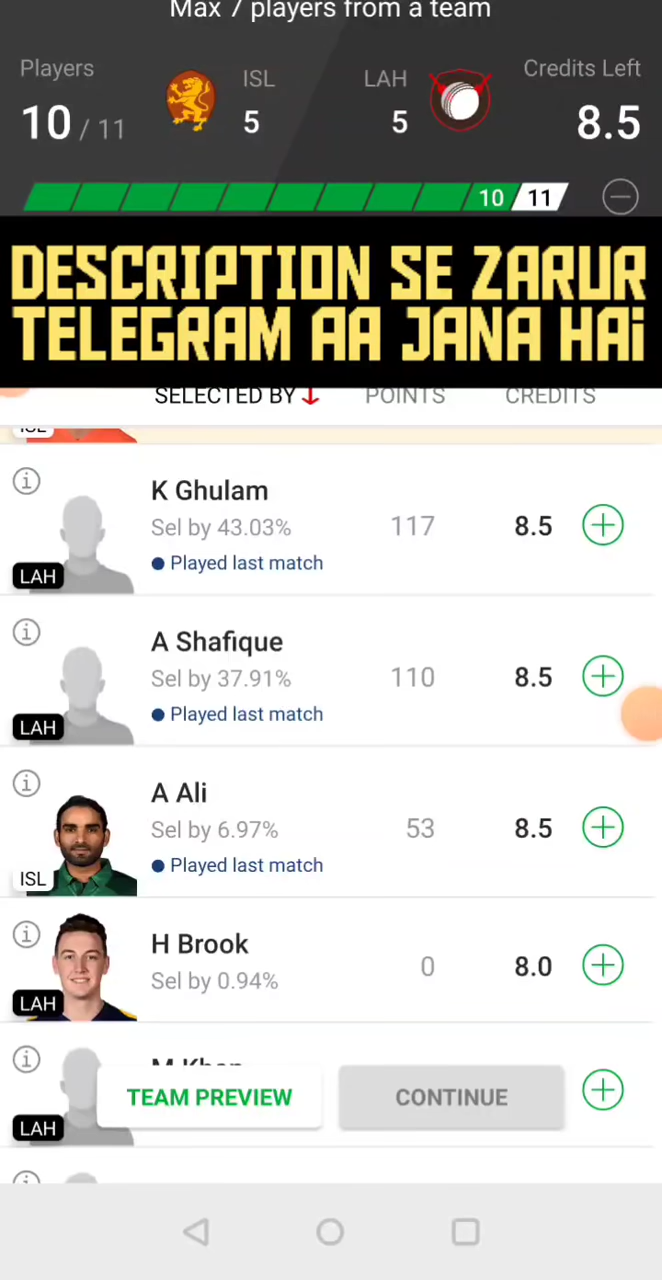 Max 7 players from a team
Players
ISL
LAH
Credits Left
10 / 11
5
5
8.5
10
11
DESCRIPTION SE ZARUR
TELEGRAM AA JANA HAi
SELECTED BY
POINTS
CREDITS
ISL
K Ghulam
Sel by 43.03%
117
8.5
Played last match
LAH
A Shafique
Sel by 37.91%
110
8.5
Played last match
LAH
A Ali
Sel by 6.97%
53
8.5
Played last match
ISL
H Brook
Sel by 0.94%
0
8.0
LAH
M Khan
TEAM PREVIEW
CONTINUE
LAH